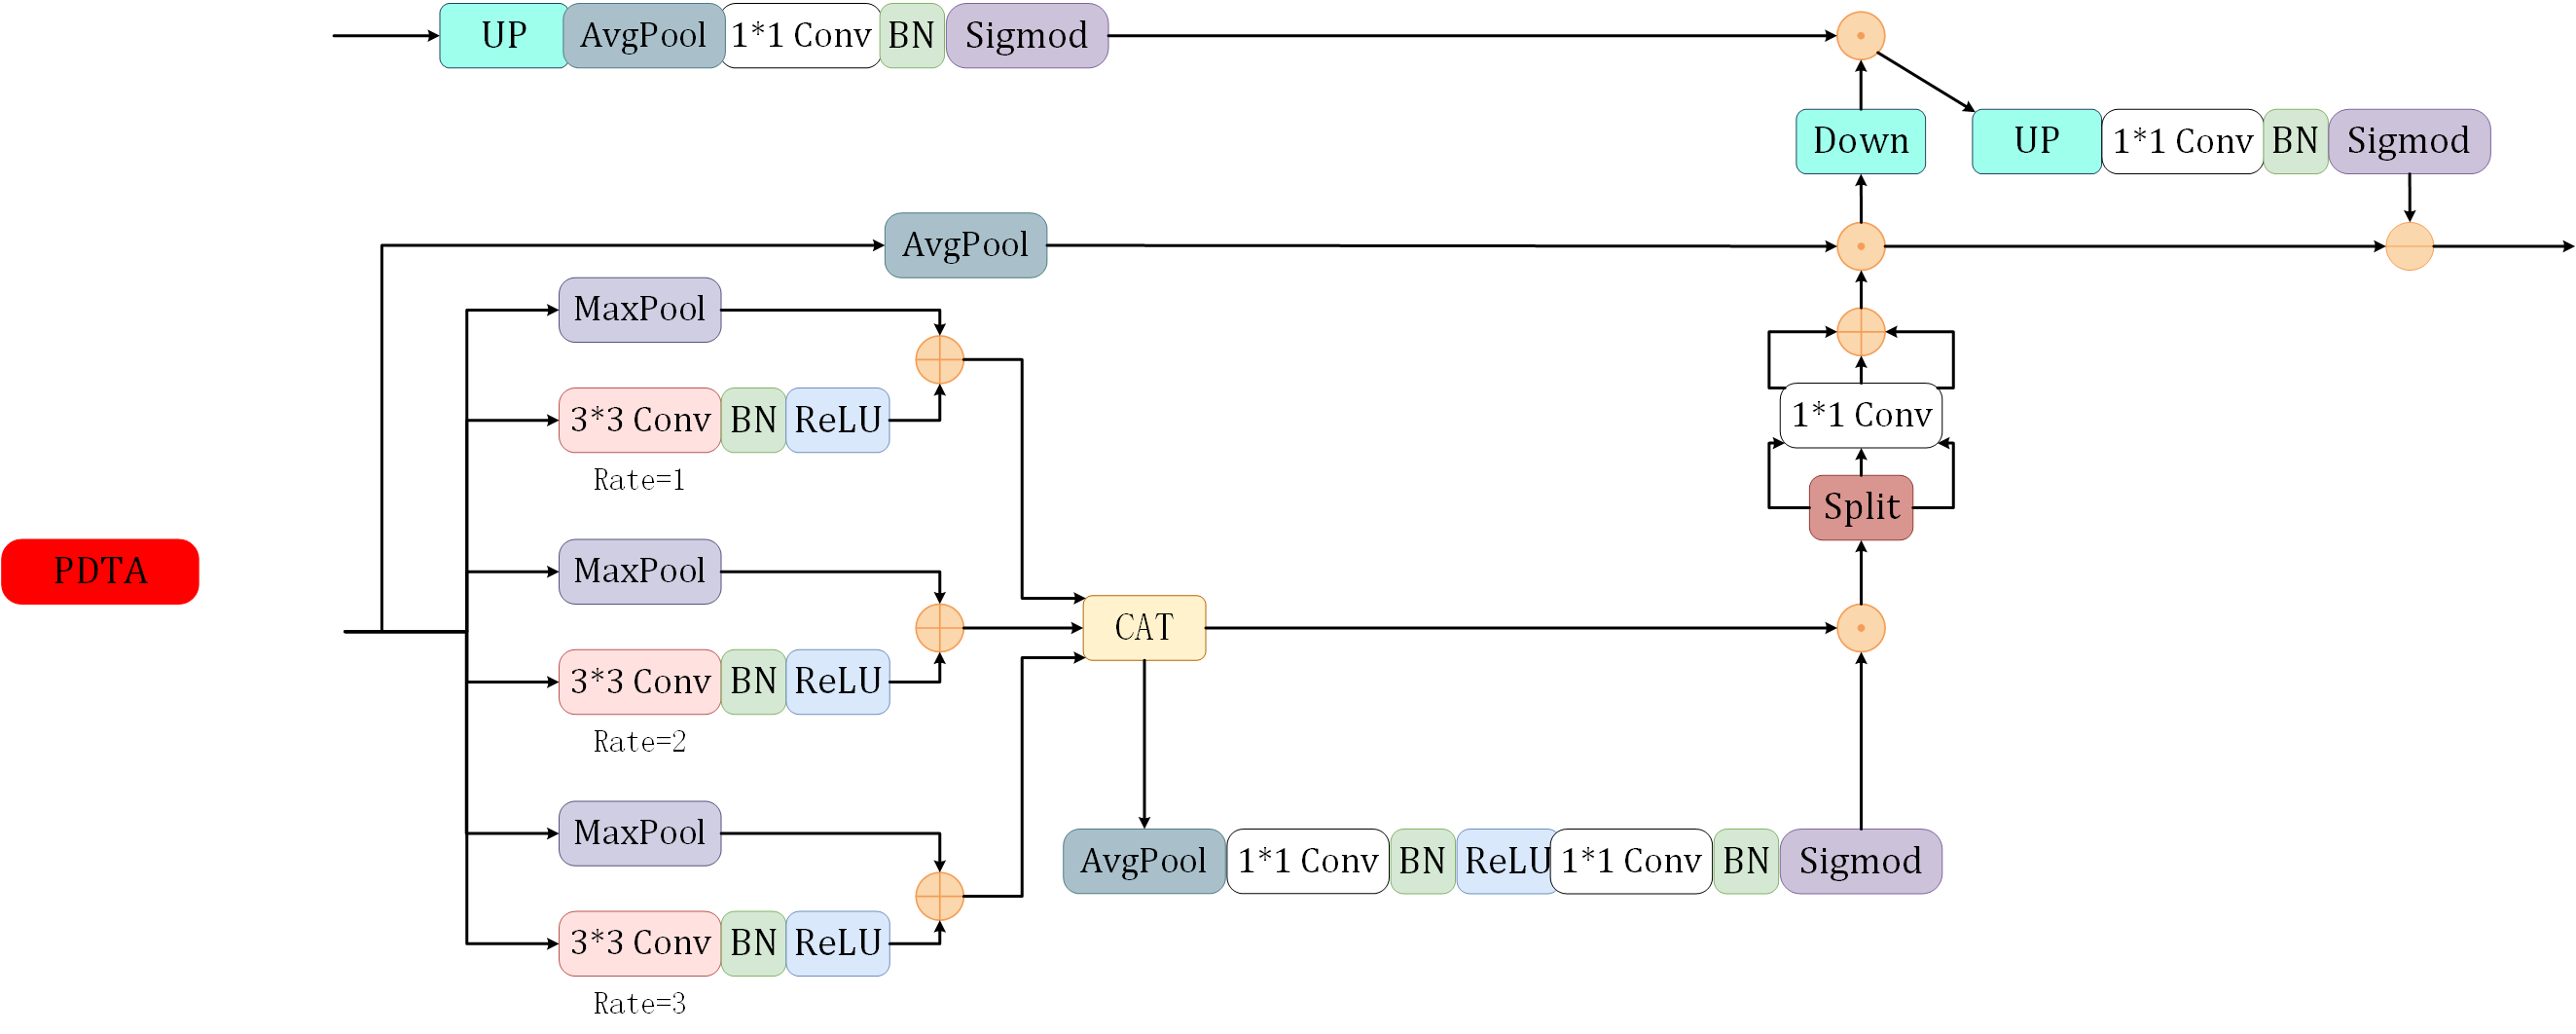 UP AvgPool 1*1 Conv BN Sigmod
Down UP 1*1 Conv BN Sigmod
AvgPool
MaxPool
3*3 Conv BN ReLU 1*1 Conv
Rate=1
Split
PDTA MaxPool
CAT
3*3 Conv BN ReLU
Rate=2
MaxPool
AvgPool 1*1 Conv BN ReLU 1*1 Conv BN Sigmod
3*3 Conv BN ReLU
Rate=3